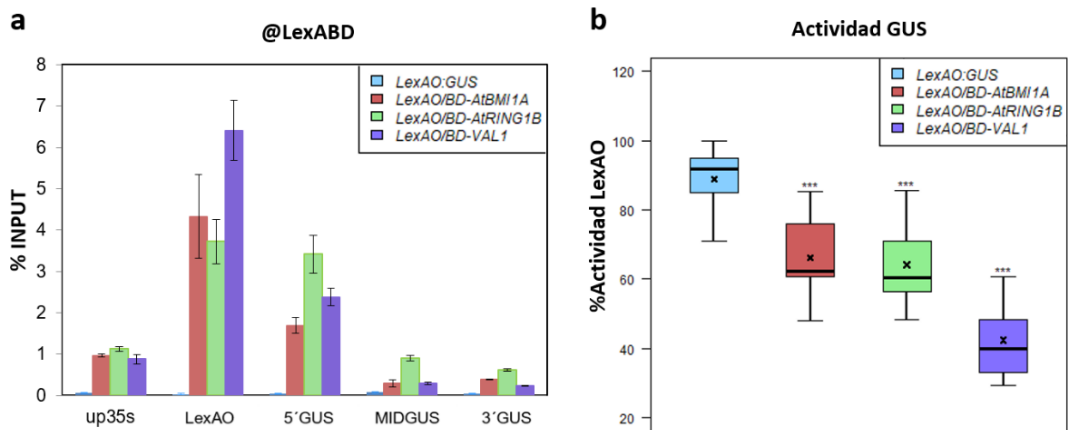 a
@LexABD
% INPUT
8
7
6
5
4
3
2
1
0
LexAO:GUS
LexAO/BD-AtBMI1A
LexAO/BD-AtRING1B
LexAO/BD-VAL1
up35s
LexAO
5´GUS
MIDGUS
3´GUS
b
Actividad GUS
%Actividad LexAO
120
100
80
60
40
20
LexAO:GUS
LexAO/BD-AtBMI1A
LexAO/BD-AtRING1B
LexAO/BD-VAL1
***
***
***